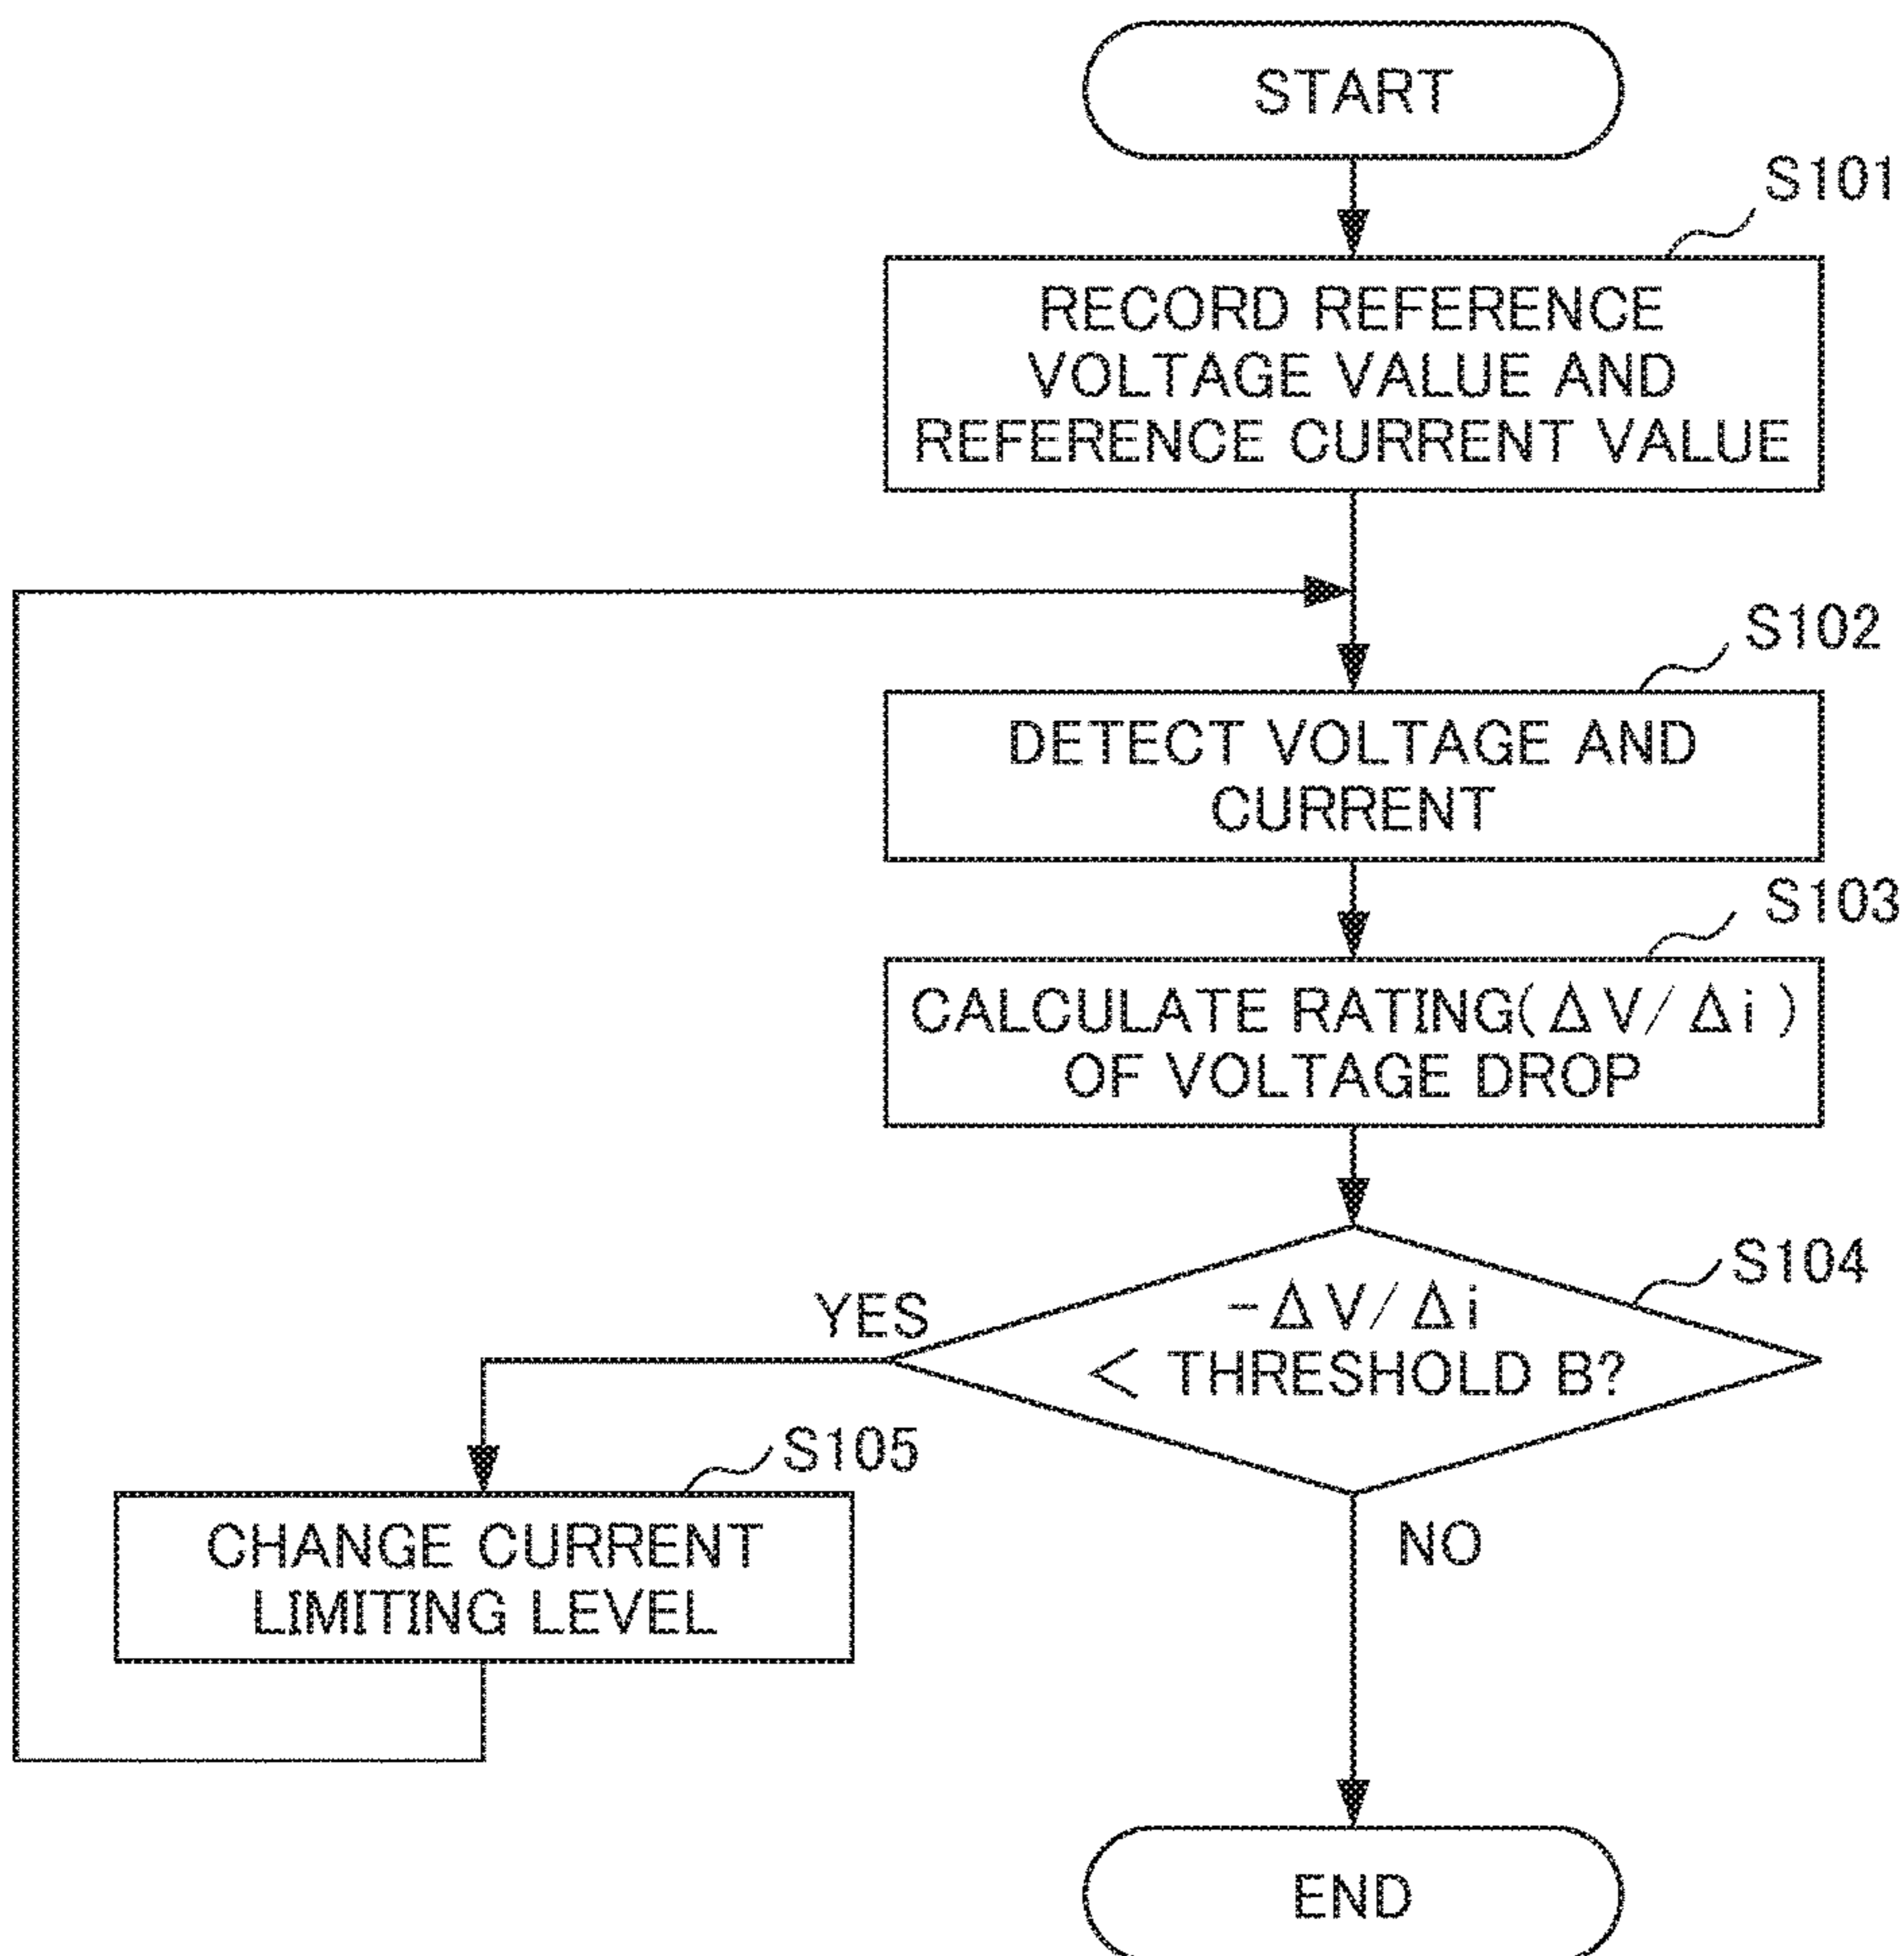 START
S101
RECORD REFERENCE
VOLTAGE VALUE AND
REFERENCE CURRENT VALUE
S102
DETECT VOLTAGE AND
CURRENT
S103
CALCULATE RATING(ΔV/Δi)
OF VOLTAGE DROP
S104
-ΔV/Δi
< THRESHOLD B?
YES
S105
CHANGE CURRENT
LIMITING LEVEL
NO
END